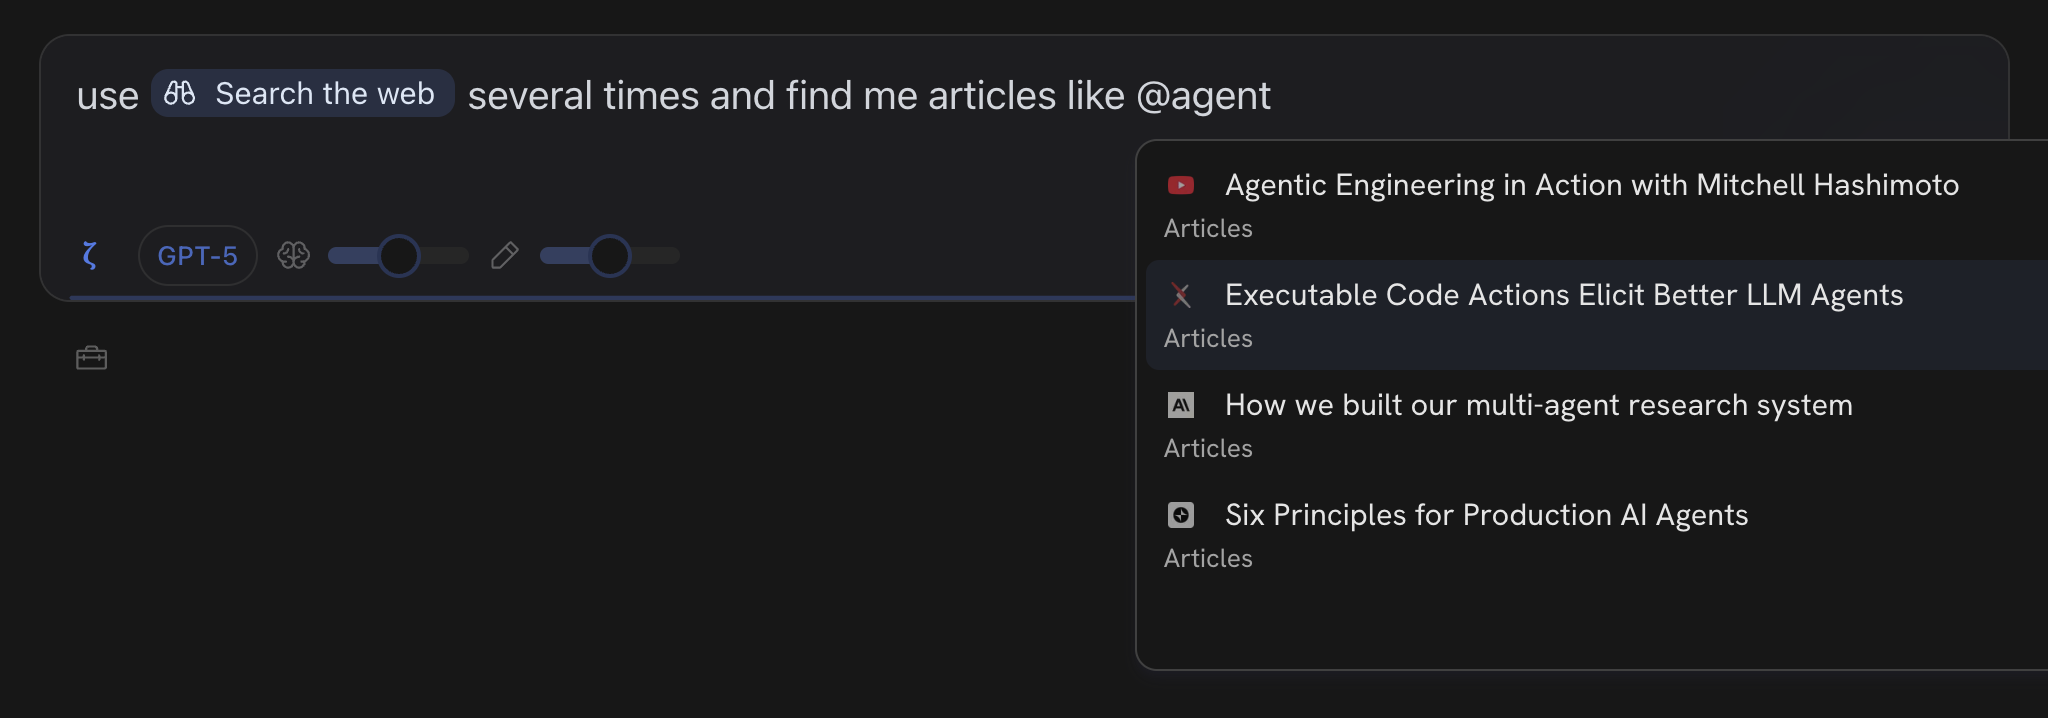 use Search the web several times and find me articles like @agent
Agentic Engineering in Action with Mitchell Hashimoto
Articles
Executable Code Actions Elicit Better LLM Agents
Articles
How we built our multi-agent research system
Articles
Six Principles for Production AI Agents
Articles
ζ GPT-5